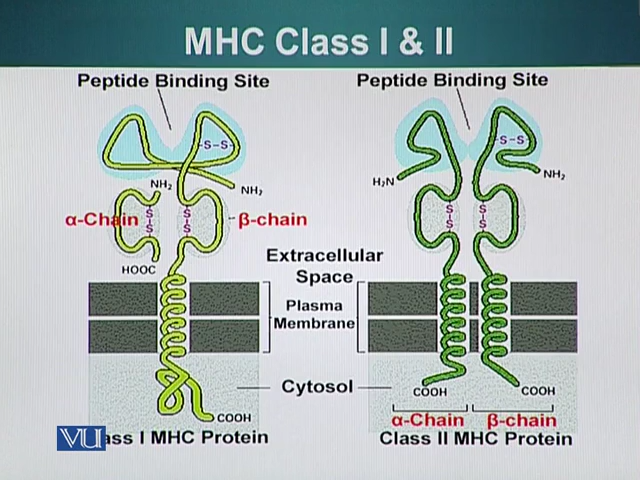 MHC Class I & II
Peptide Binding Site
Peptide Binding Site
-S-S-
NH₂
NH₂
α-Chain
S
S
S
S
β-chain
HOOC
COOH
-S-S-
H₂N
NH₂
S
S
S
S
Extracellular
Space
Plasma
Membrane
Cytosol
COOH
COOH
α-Chain
β-chain
VU
ass I MHC Protein
Class II MHC Protein